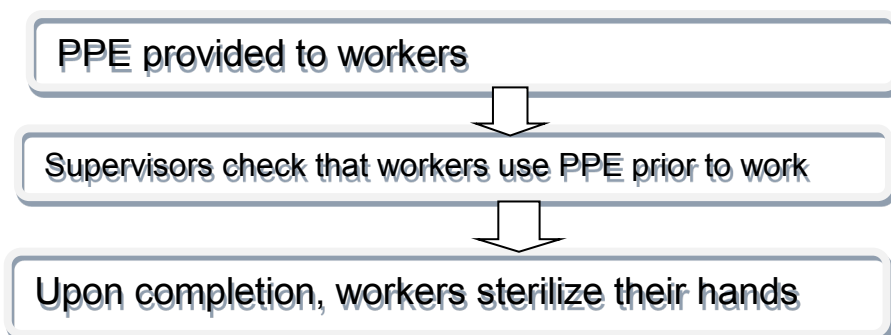 PPE provided to workers
Supervisors check that workers use PPE prior to work
Upon completion, workers sterilize their hands